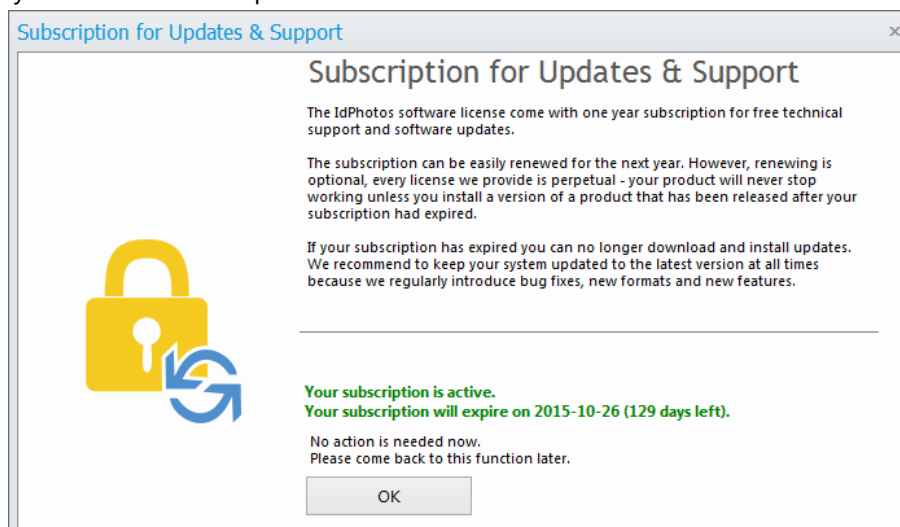 Subscription for Updates & Support
Subscription for Updates & Support
The IdPhotos software license come with one year subscription for free technical
support and software updates.
The subscription can be easily renewed for the next year. However, renewing is
optional, every license we provide is perpetual - your product will never stop
working unless you install a version of a product that has been released after your
subscription had expired.
If your subscription has expired you can no longer download and install updates.
We recommend to keep your system updated to the latest version at all times
because we regularly introduce bug fixes, new formats and new features.
Your subscription is active.
Your subscription will expire on 2015-10-26 (129 days left).
No action is needed now.
Please come back to this function later.
OK